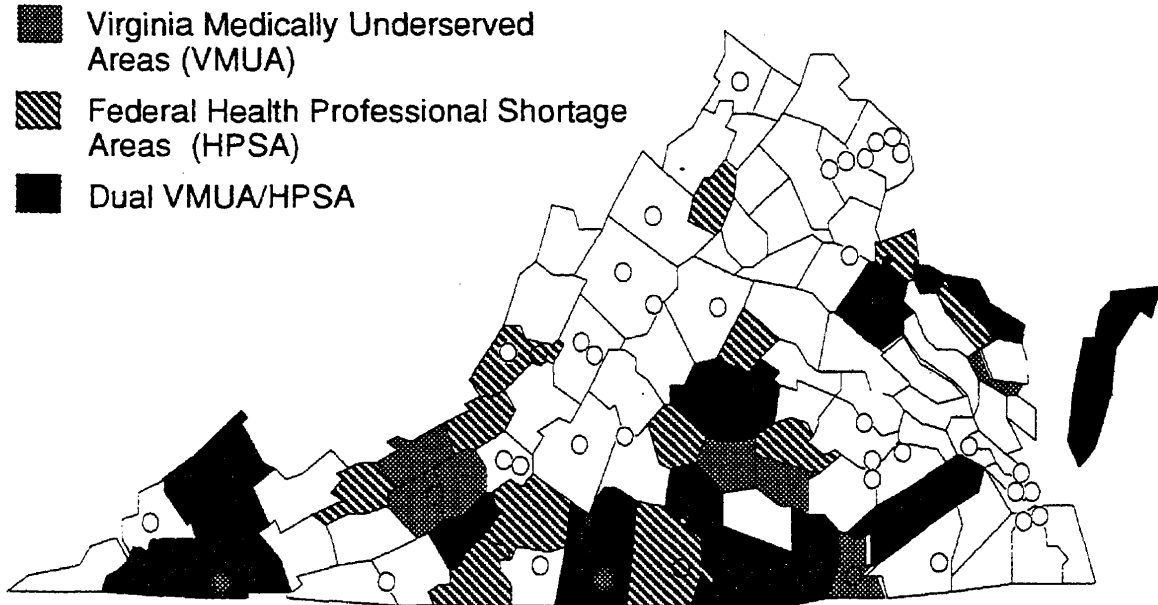 Virginia Medically Underserved
Areas (VMUA)
Federal Health Professional Shortage
Areas (HPSA)
Dual VMUA/HPSA